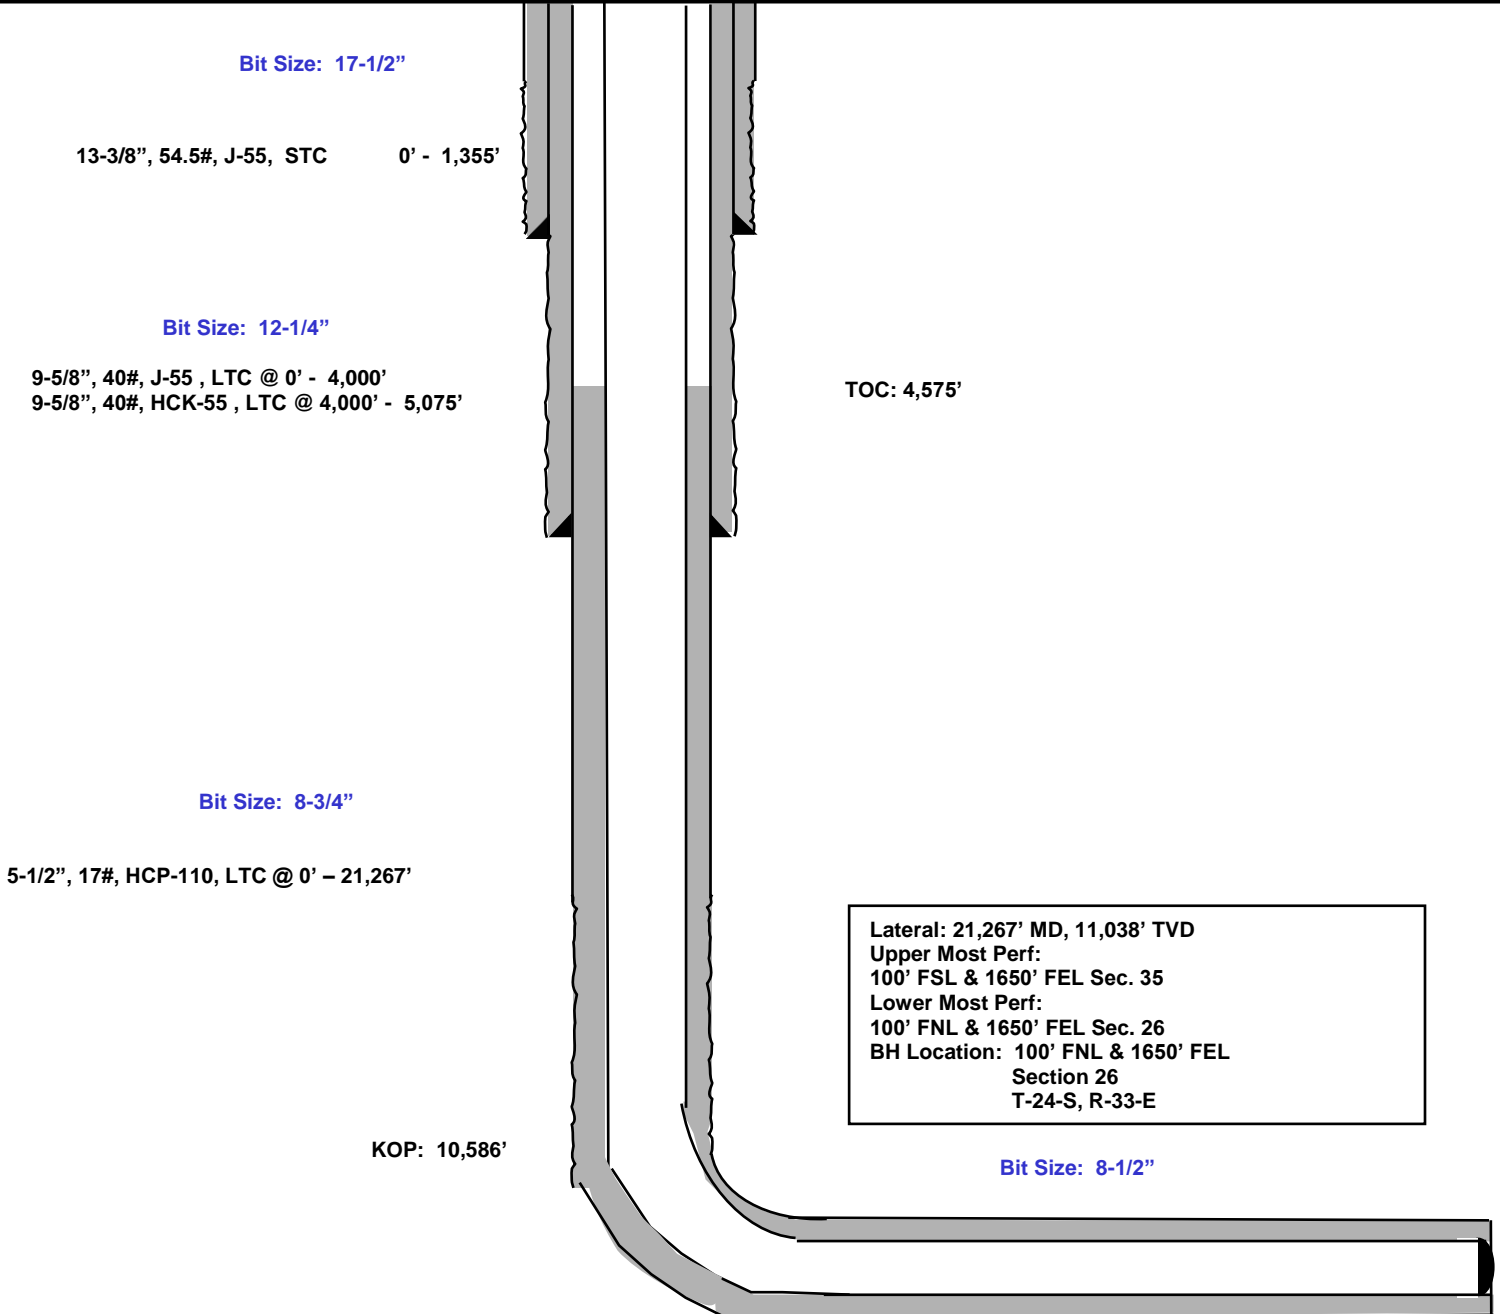 Bit Size: 17-1/2”
13-3/8”, 54.5#, J-55, STC 0’ - 1,355’
Bit Size: 12-1/4”
9-5/8”, 40#, J-55 , LTC @ 0’ - 4,000’
9-5/8”, 40#, HCK-55 , LTC @ 4,000’ - 5,075’
TOC: 4,575’
Bit Size: 8-3/4”
5-1/2”, 17#, HCP-110, LTC @ 0’ – 21,267’
Lateral: 21,267’ MD, 11,038’ TVD
Upper Most Perf:
100’ FSL & 1650’ FEL Sec. 35
Lower Most Perf:
100’ FNL & 1650’ FEL Sec. 26
BH Location: 100’ FNL & 1650’ FEL
Section 26
T-24-S, R-33-E
KOP: 10,586’
Bit Size: 8-1/2”